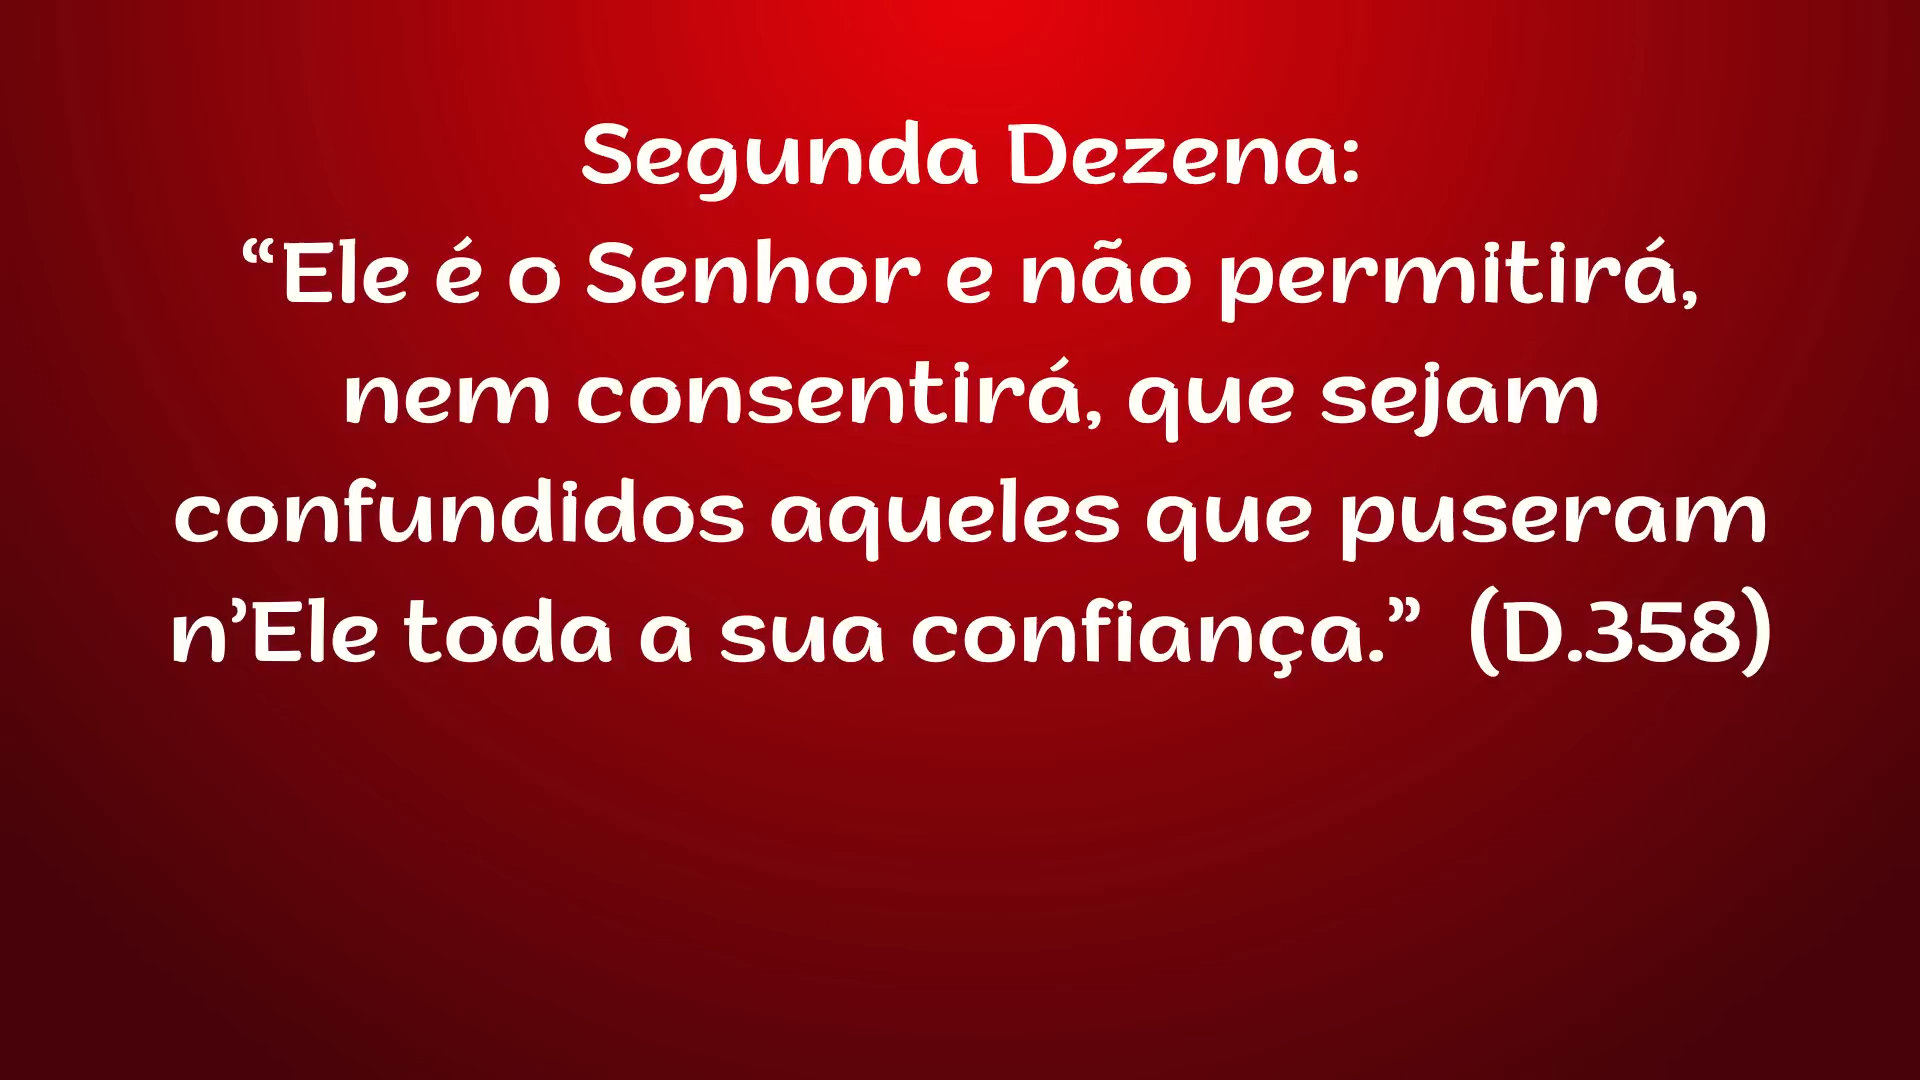 Segunda Dezena:
“Ele é o Senhor e não permitirá,
nem consentirá, que sejam
confundidos aqueles que puseram
n’Ele toda a sua confiança.” (D.358)